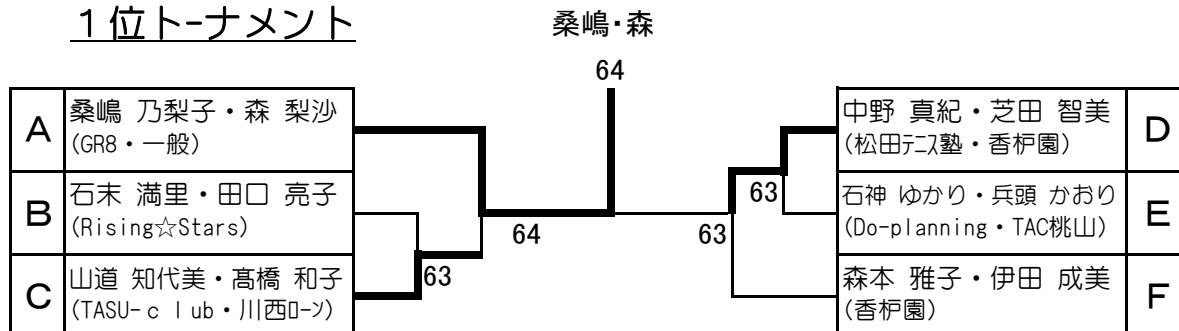 １位トーナメント
桑嶋・森
64
A
桑嶋 乃梨子・森 梨沙
(GR8・一般)
B
石末 満里・田口 亮子
(Rising☆Stars)
C
山道 知代美・髙橋 和子
(TASU-ｃｌub・川西ﾛｰﾝ)
63
64
63
63
中野 真紀・芝田 智美
(松田ﾃﾆｽ塾・香枦園)
D
石神 ゆかり・兵頭 かおり
(Do-planning・TAC桃山)
E
森本 雅子・伊田 成美
(香枦園)
F